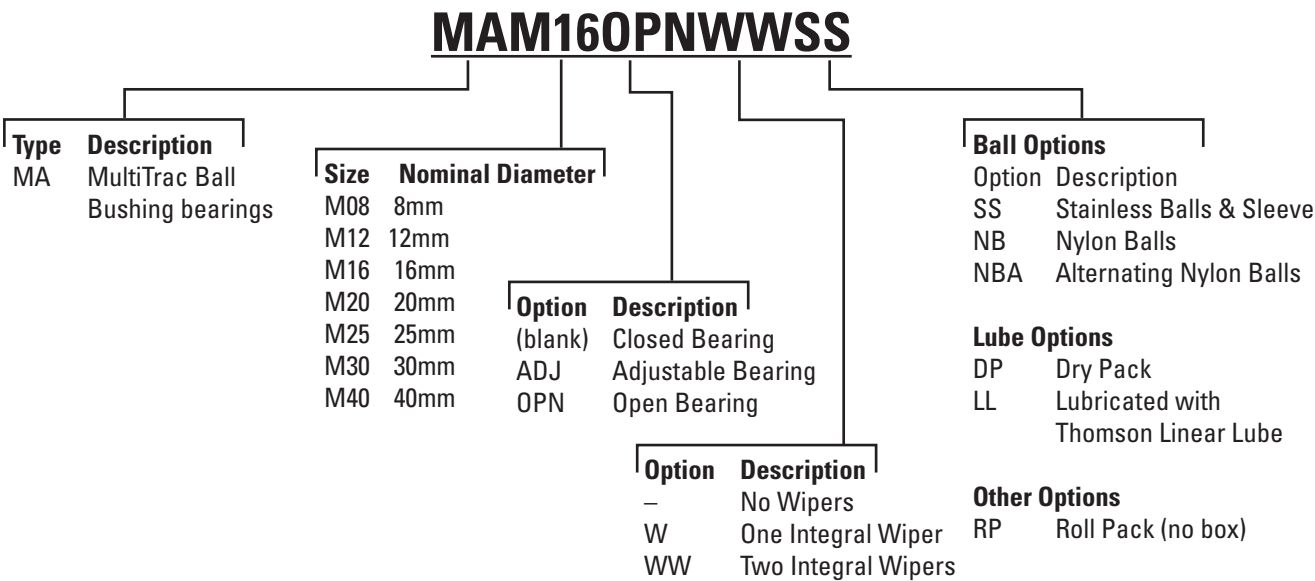 MAM16OPNWWSS
Type Description
MA MultiTrac Ball
Bushing bearings
Size Nominal Diameter
M08 8mm
M12 12mm
M16 16mm
M20 20mm
M25 25mm
M30 30mm
M40 40mm
Option Description
(blank) Closed Bearing
ADJ Adjustable Bearing
OPN Open Bearing
Option Description
– No Wipers
W One Integral Wiper
WW Two Integral Wipers
Ball Options
Option Description
SS Stainless Balls & Sleeve
NB Nylon Balls
NBA Alternating Nylon Balls
Lube Options
DP Dry Pack
LL Lubricated with
Thomson Linear Lube
Other Options
RP Roll Pack (no box)